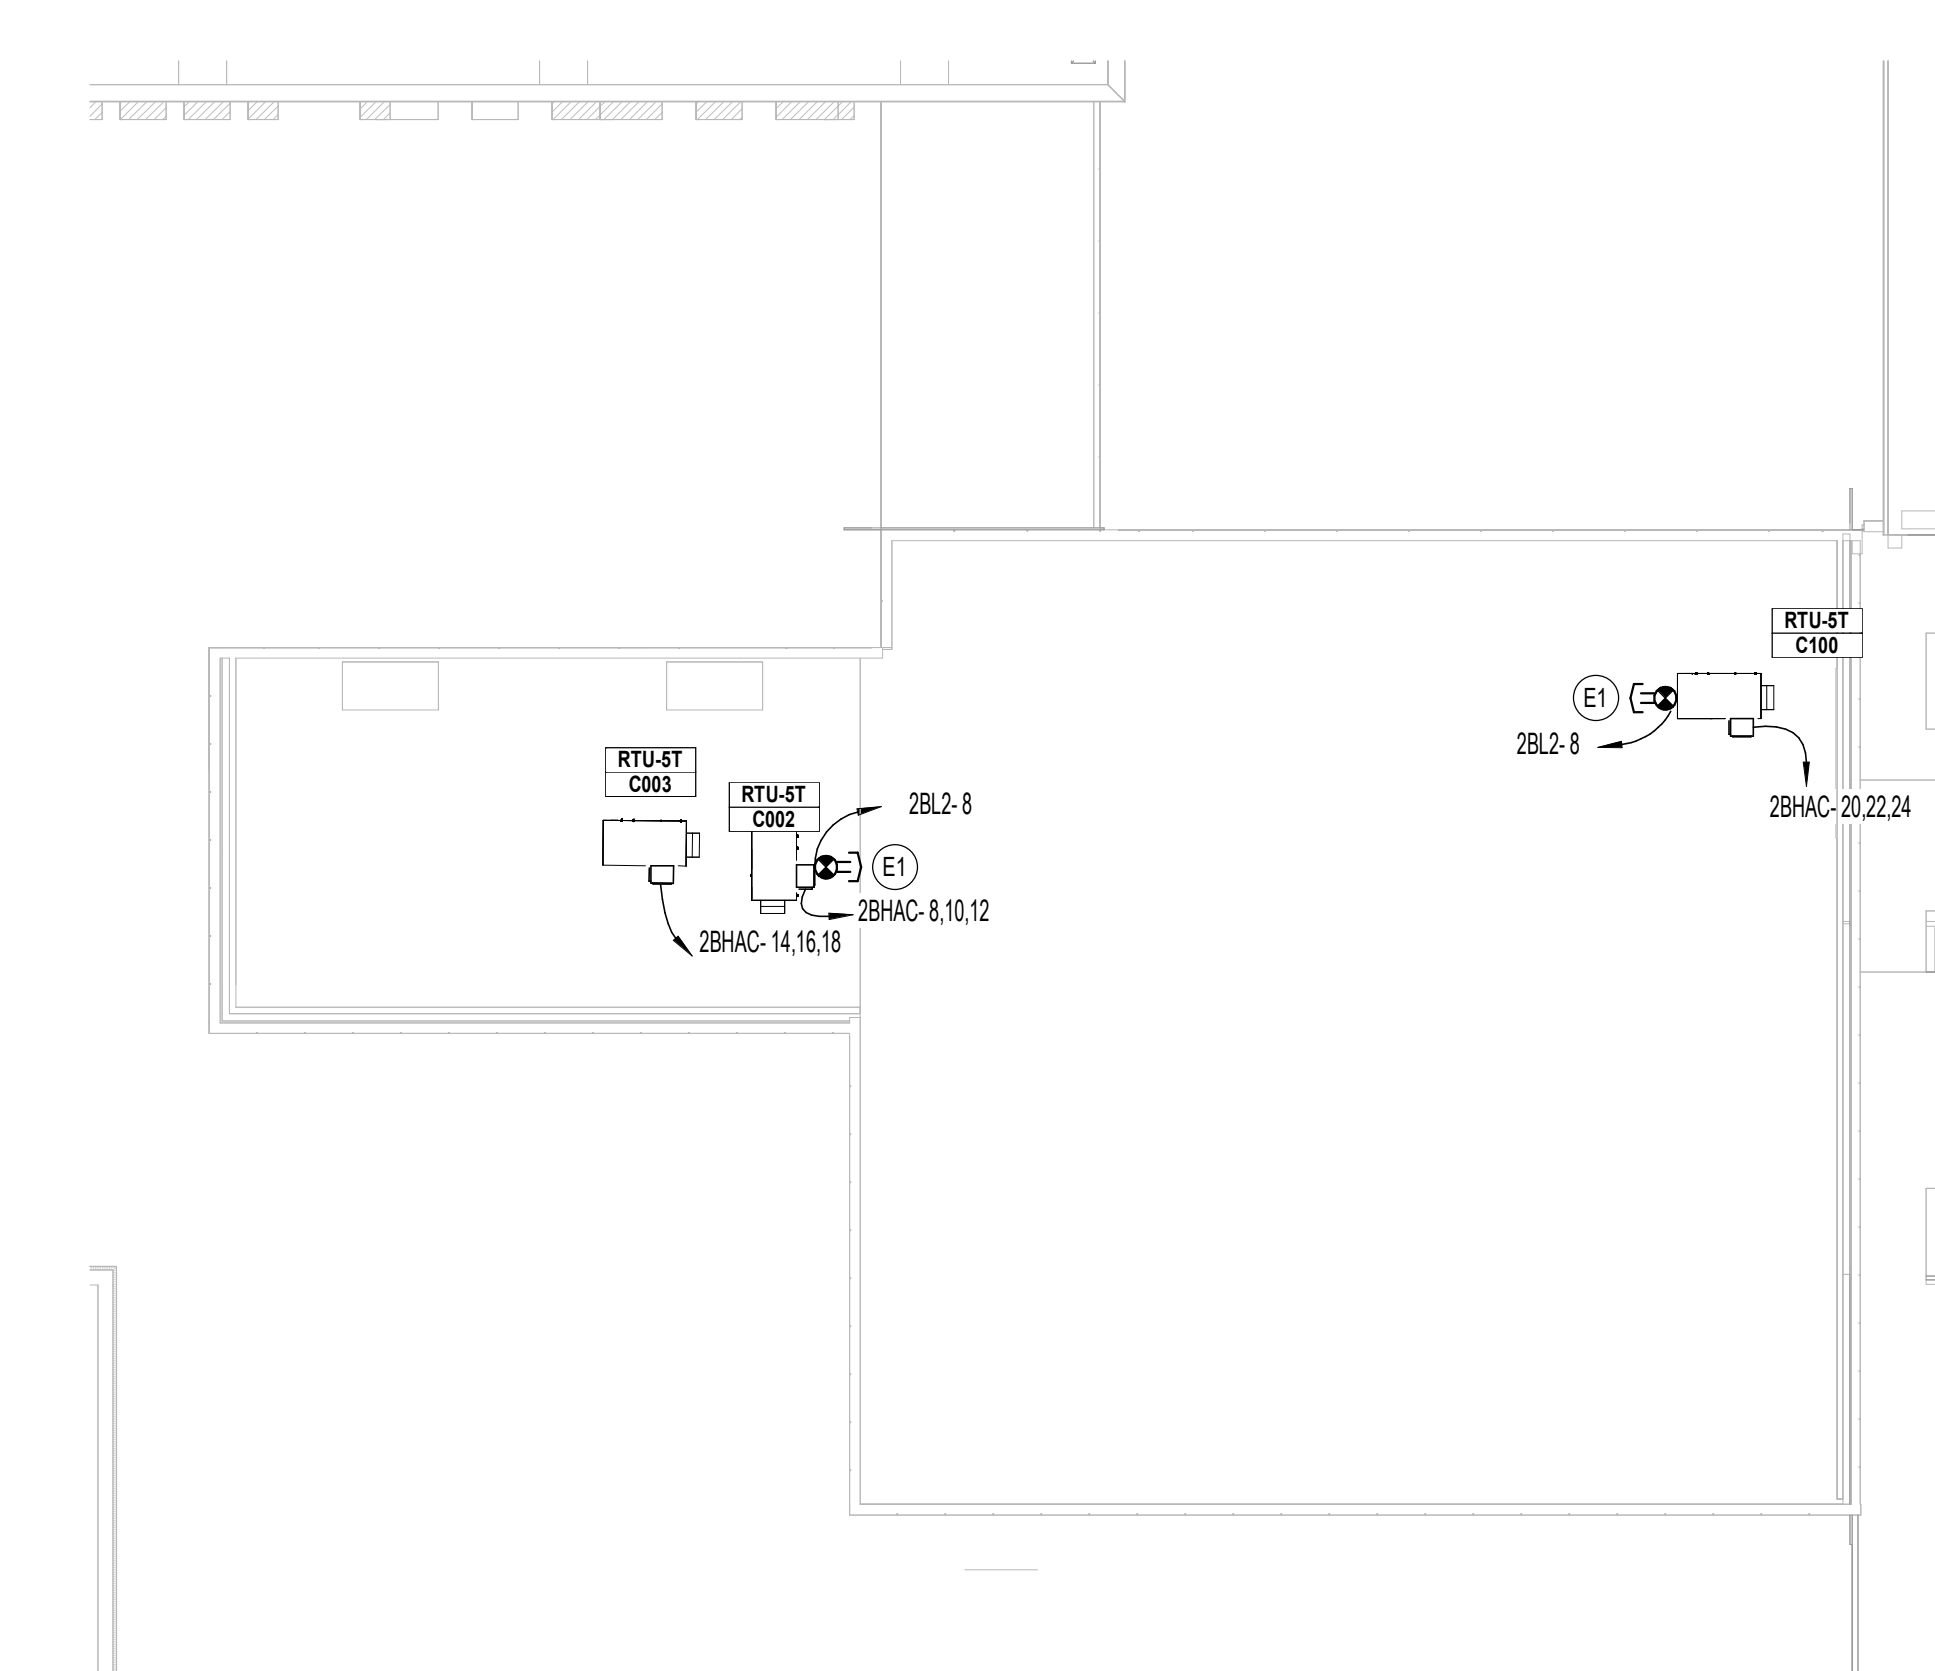 RTU-5T
C100
E1
2BL2- 8
2BHAC- 20,22,24
RTU-5T
C003
RTU-5T
C002
2BL2- 8
E1
2BHAC- 8,10,12
2BHAC- 14,16,18